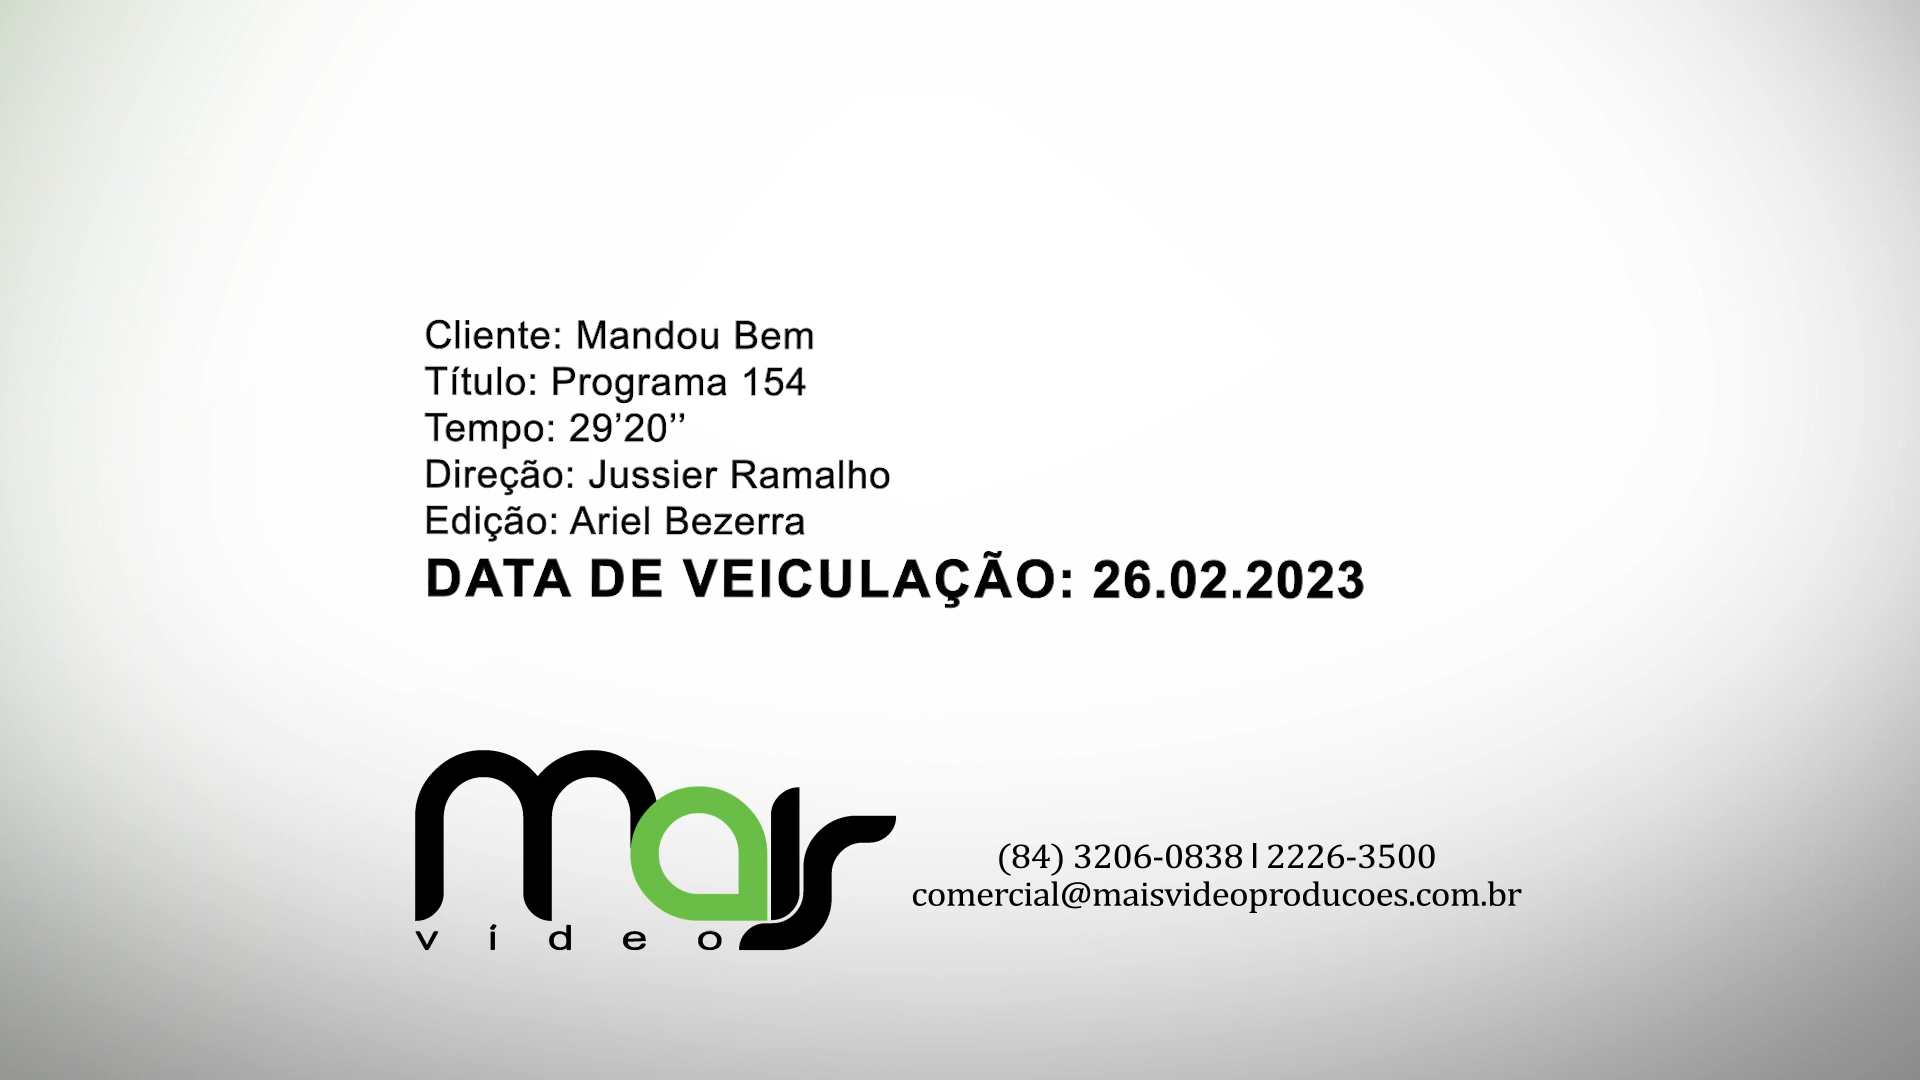 Cliente: Mandou Bem
Título: Programa 154
Tempo: 29’20’’
Direção: Jussier Ramalho
Edição: Ariel Bezerra
DATA DE VEICULAÇÃO: 26.02.2023
mais
vídeo
(84) 3206-0838 | 2226-3500
comercial@maisvideoproducoes.com.br